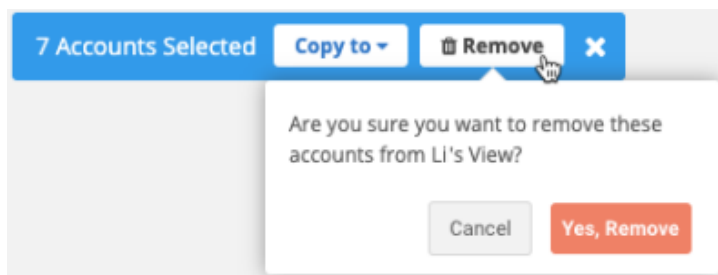 7 Accounts Selected Copy to Remove
Are you sure you want to remove these
accounts from Li's View?
Cancel Yes, Remove